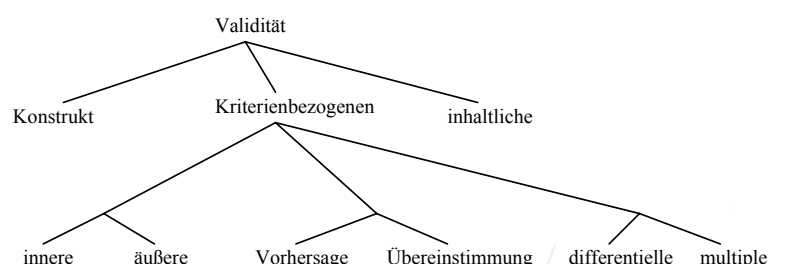 Validität
Konstrukt Kriterienbezogenen inhaltliche
innere äußere Vorhersage Übereinstimmung differentielle multiple